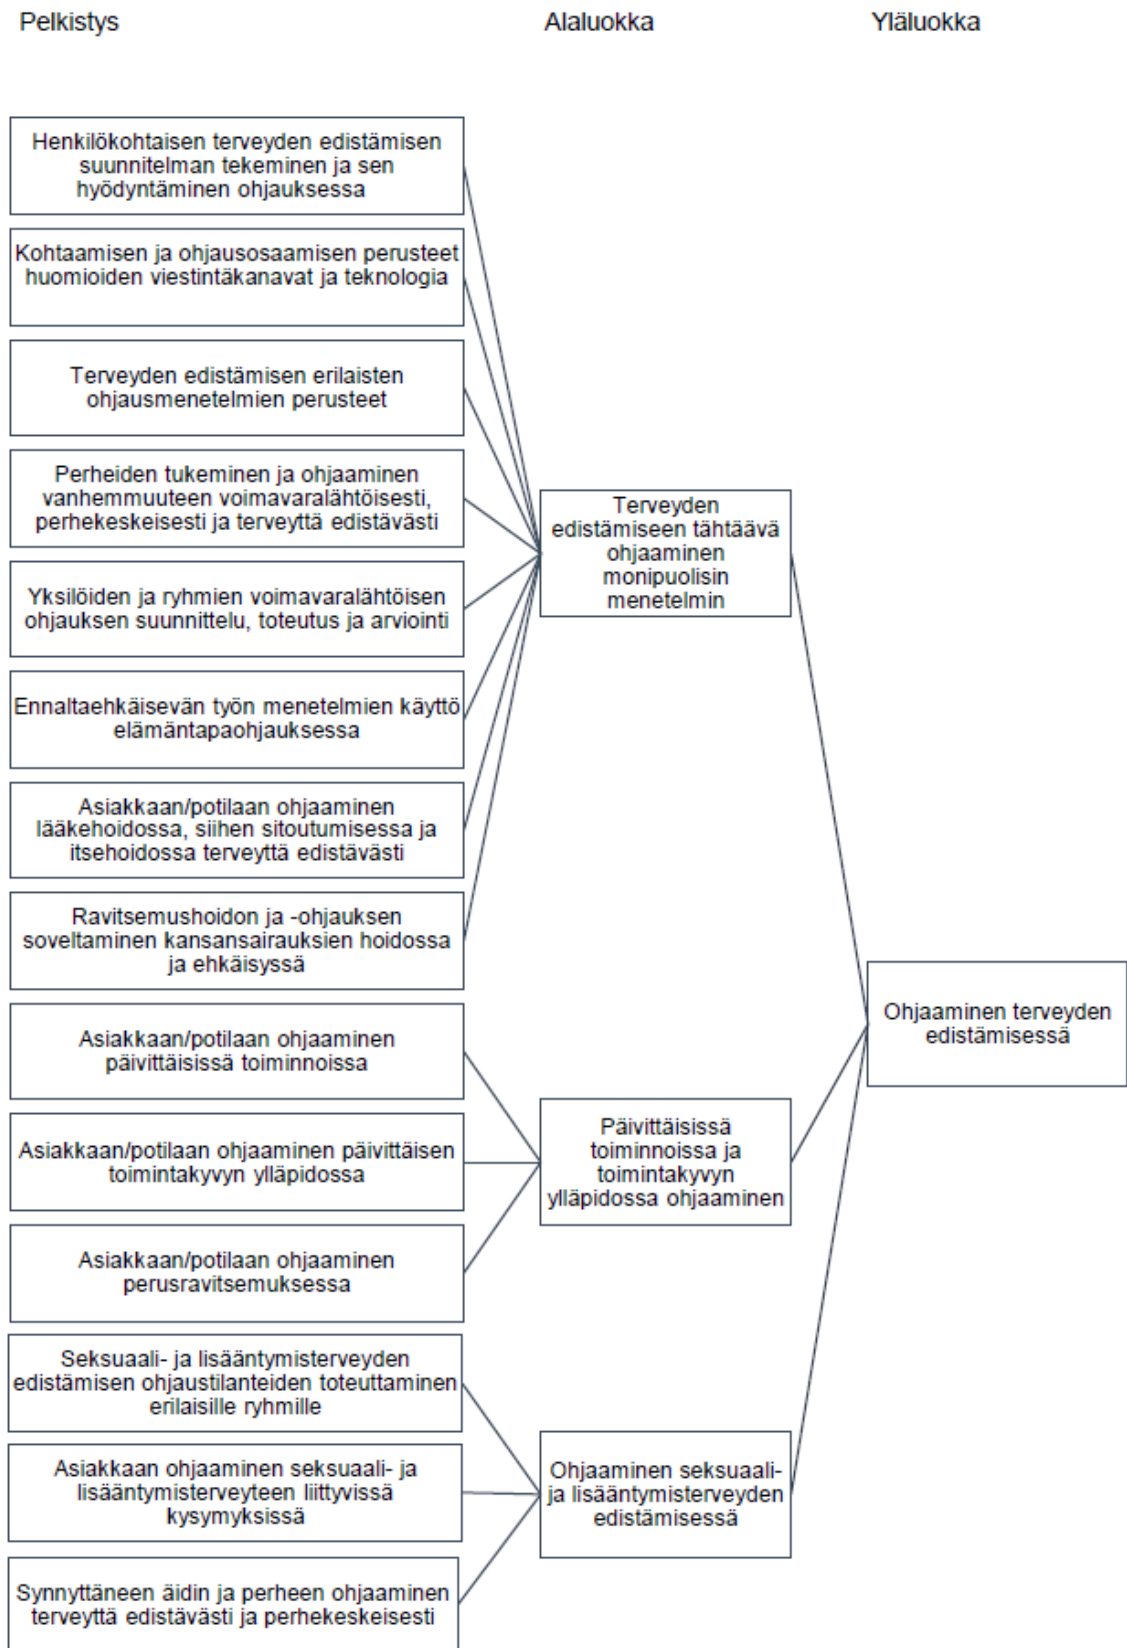 Pelkistys
Alaluokka
Yläluokka
Henkilökohtaisen terveyden edistämisen
suunnitelman tekeminen ja sen
hyödyntäminen ohjauksessa
Kohtaamisen ja ohjausosaamisen perusteet
huomioiden viestintäkanavat ja teknologia
Terveyden edistämisen erilaisten
ohjausmenetelmien perusteet
Perheiden tukeminen ja ohjaaminen
vanhemmuuteen voimavaralähtöisesti,
perhekeskeisesti ja terveyttä edistävästi
Yksilöiden ja ryhmien voimavaralähtöisen
ohjauksen suunnittelu, toteutus ja arviointi
Ennaltaehkäisevän työn menetelmien käyttö
elämäntapaohjauksessa
Asiakkaan/potilaan ohjaaminen
lääkehoidossa, siihen sitoutumisessa ja
itsehoidossa terveyttä edistävästi
Ravitsemushoidon ja -ohjauksen
soveltaminen kansansairauksien hoidossa
ja ehkäisyssä
Asiakkaan/potilaan ohjaaminen
päivittäisissä toiminnoissa
Asiakkaan/potilaan ohjaaminen päivittäisen
toimintakyvyn ylläpidossa
Asiakkaan/potilaan ohjaaminen
perusravitsemuksessa
Seksuaali- ja lisääntymisterveyden
edistämisen ohjaustilanteiden toteuttaminen
erilaisille ryhmille
Asiakkaan ohjaaminen seksuaali- ja
lisääntymisterveyteen liittyvissä
kysymyksissä
Synnyttäneen äidin ja perheen ohjaaminen
terveyttä edistävästi ja perhekeskeisesti
Terveyden
edistämiseen tähtäävä
ohjaaminen
monipuolisin
menetelmin
Päivittäisissä
toiminnoissa ja
toimintakyvyn
ylläpidossa ohjaaminen
Ohjaaminen seksuaali-
ja lisääntymisterveyden
edistämisessä
Ohjaaminen terveyden
edistämisessä